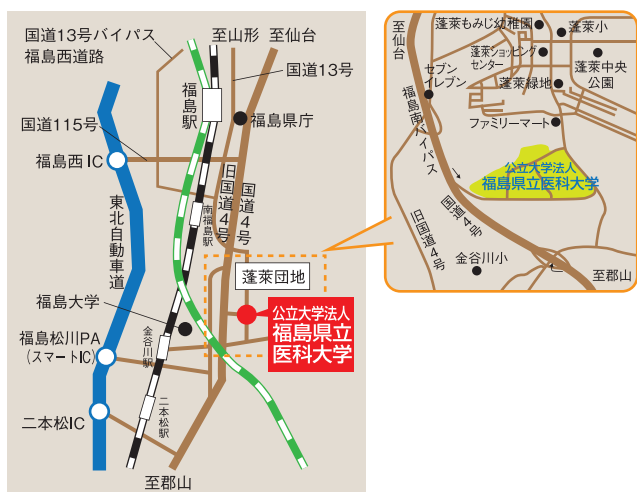 国道13号バイパス
福島西道路
至山形
至仙台
国道13号
福島駅
福島県庁
国道115号
福島西IC
旧国道4号
国道4号
南福島駅
東北自動車道
蓬莱団地
福島大学
公立大学法人
福島県立
医科大学
金谷川駅
福島松川PA
(スマートIC)
二本松駅
二本松IC
至郡山
至仙台
蓬莱もみじ幼稚園
蓬莱小
蓬莱ショッピング
センター
蓬莱中央
公園
セブン
イレブン
蓬莱緑地
福島南バイパス
ファミリーマート
公立大学法人
福島県立医科大学
国道4号
旧国道4号
金谷川小
至郡山